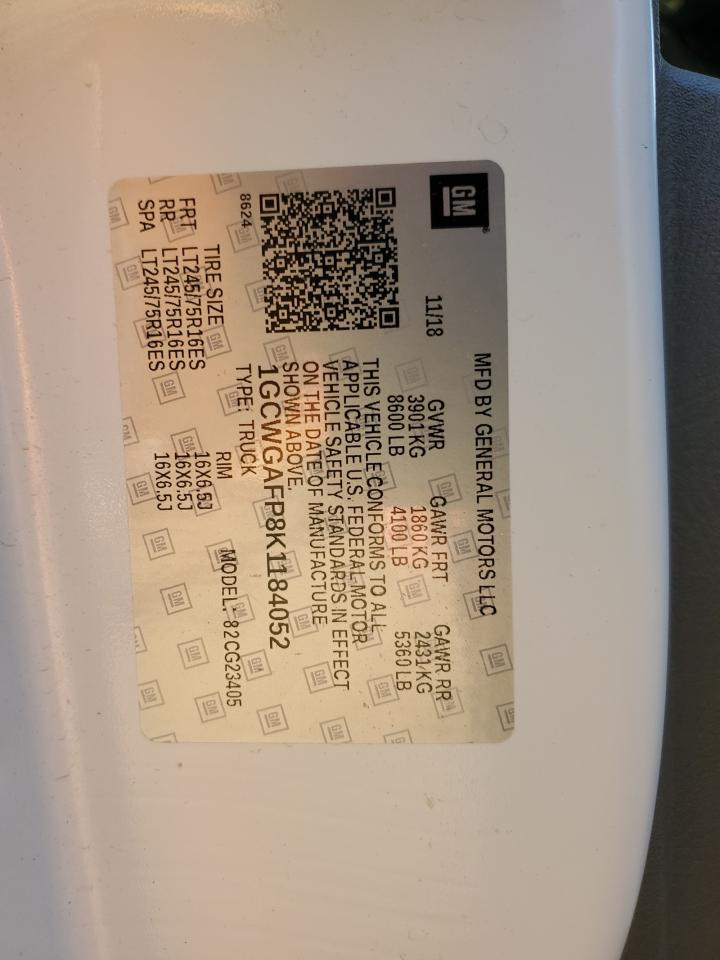 GM
MFD BY GENERAL MOTORS LLC
11/18 GVWR GAWR FRT GAWR RR
3901 KG 1860 KG 2431 KG
8600 LB 4100 LB 5360 LB
THIS VEHICLE CONFORMS TO ALL
APPLICABLE U.S. FEDERAL MOTOR
VEHICLE SAFETY STANDARDS IN EFFECT
ON THE DATE OF MANUFACTURE
SHOWN ABOVE.
1GCWGAFP8K1184052
8624 TYPE: TRUCK MODEL: 82CG23405
TIRE SIZE RIM
FRT LT245/75R16ES 16X6.5J
RR LT245/75R16ES 16X6.5J
SPA LT245/75R16ES 16X6.5J